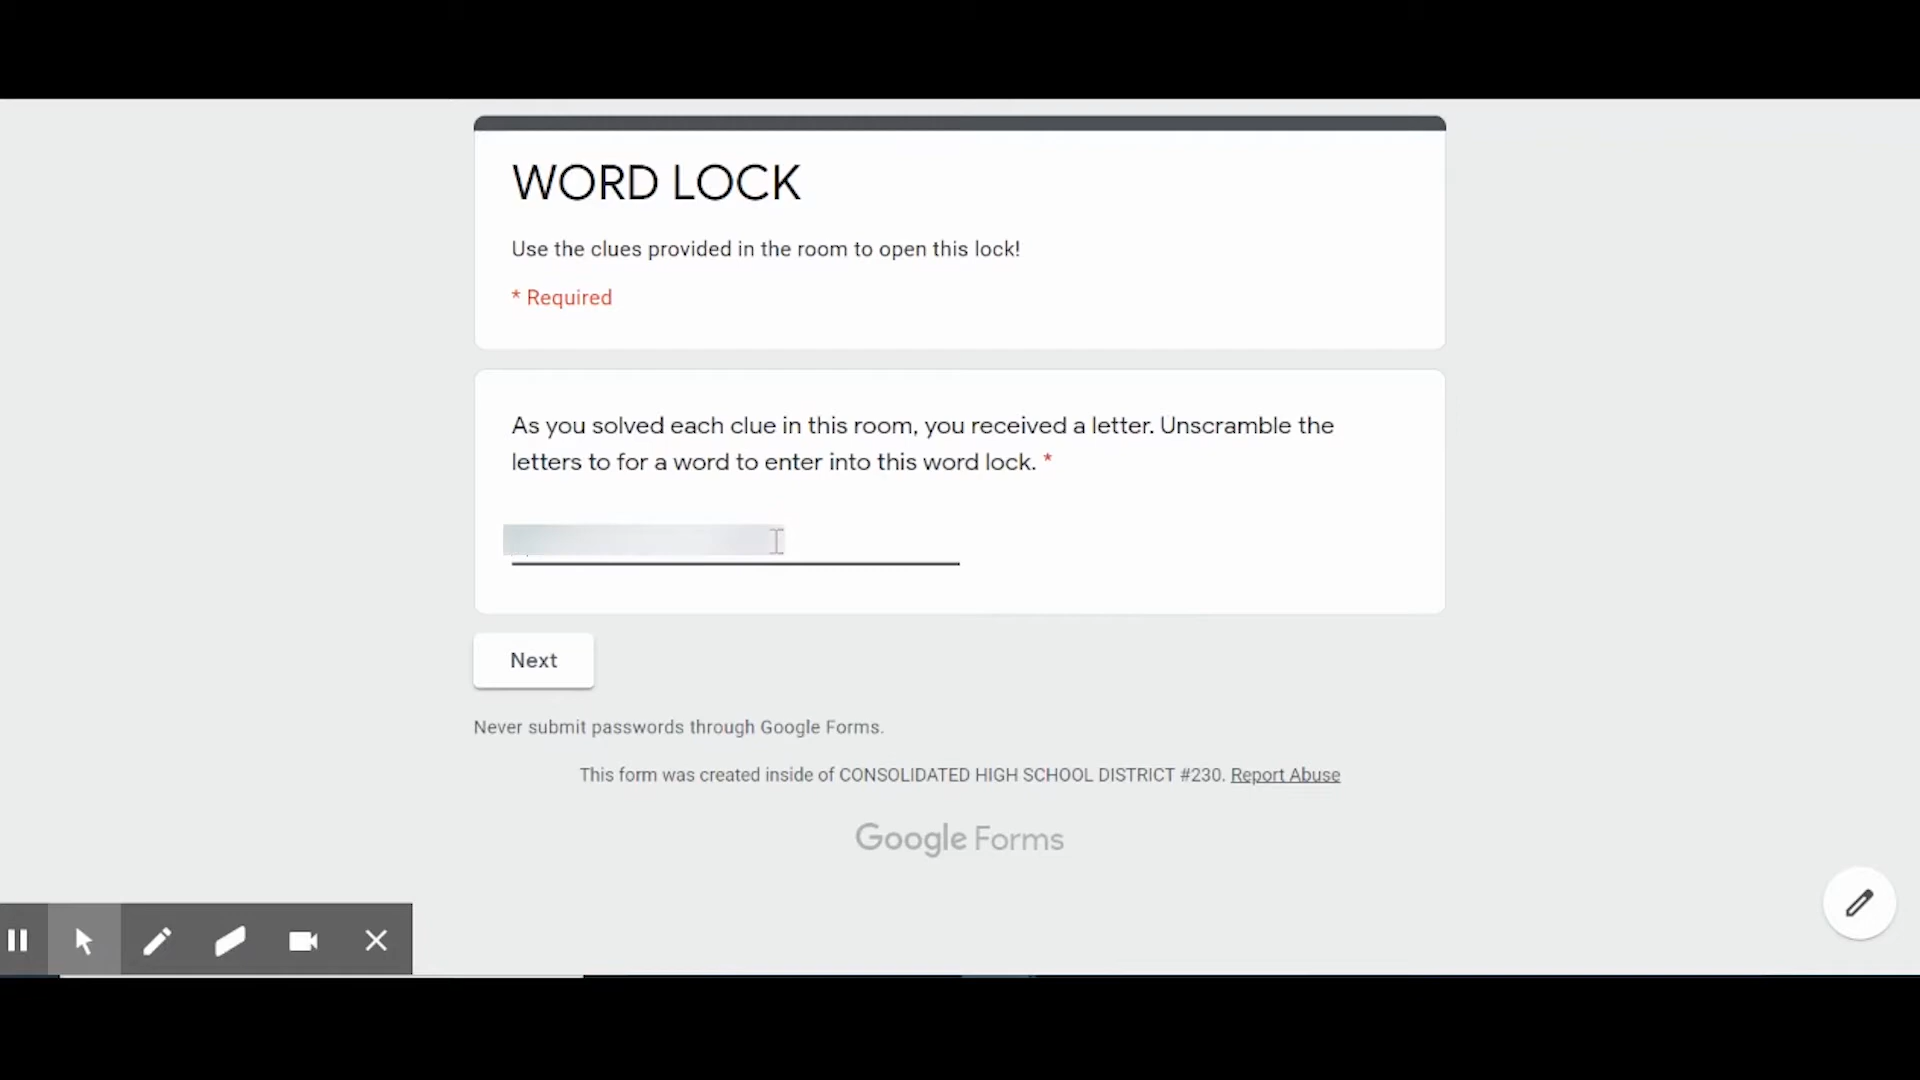 WORD LOCK
Use the clues provided in the room to open this lock!
* Required
As you solved each clue in this room, you received a letter. Unscramble the
letters to for a word to enter into this word lock. *
Next
Never submit passwords through Google Forms.
This form was created inside of CONSOLIDATED HIGH SCHOOL DISTRICT #230. Report Abuse
Google Forms